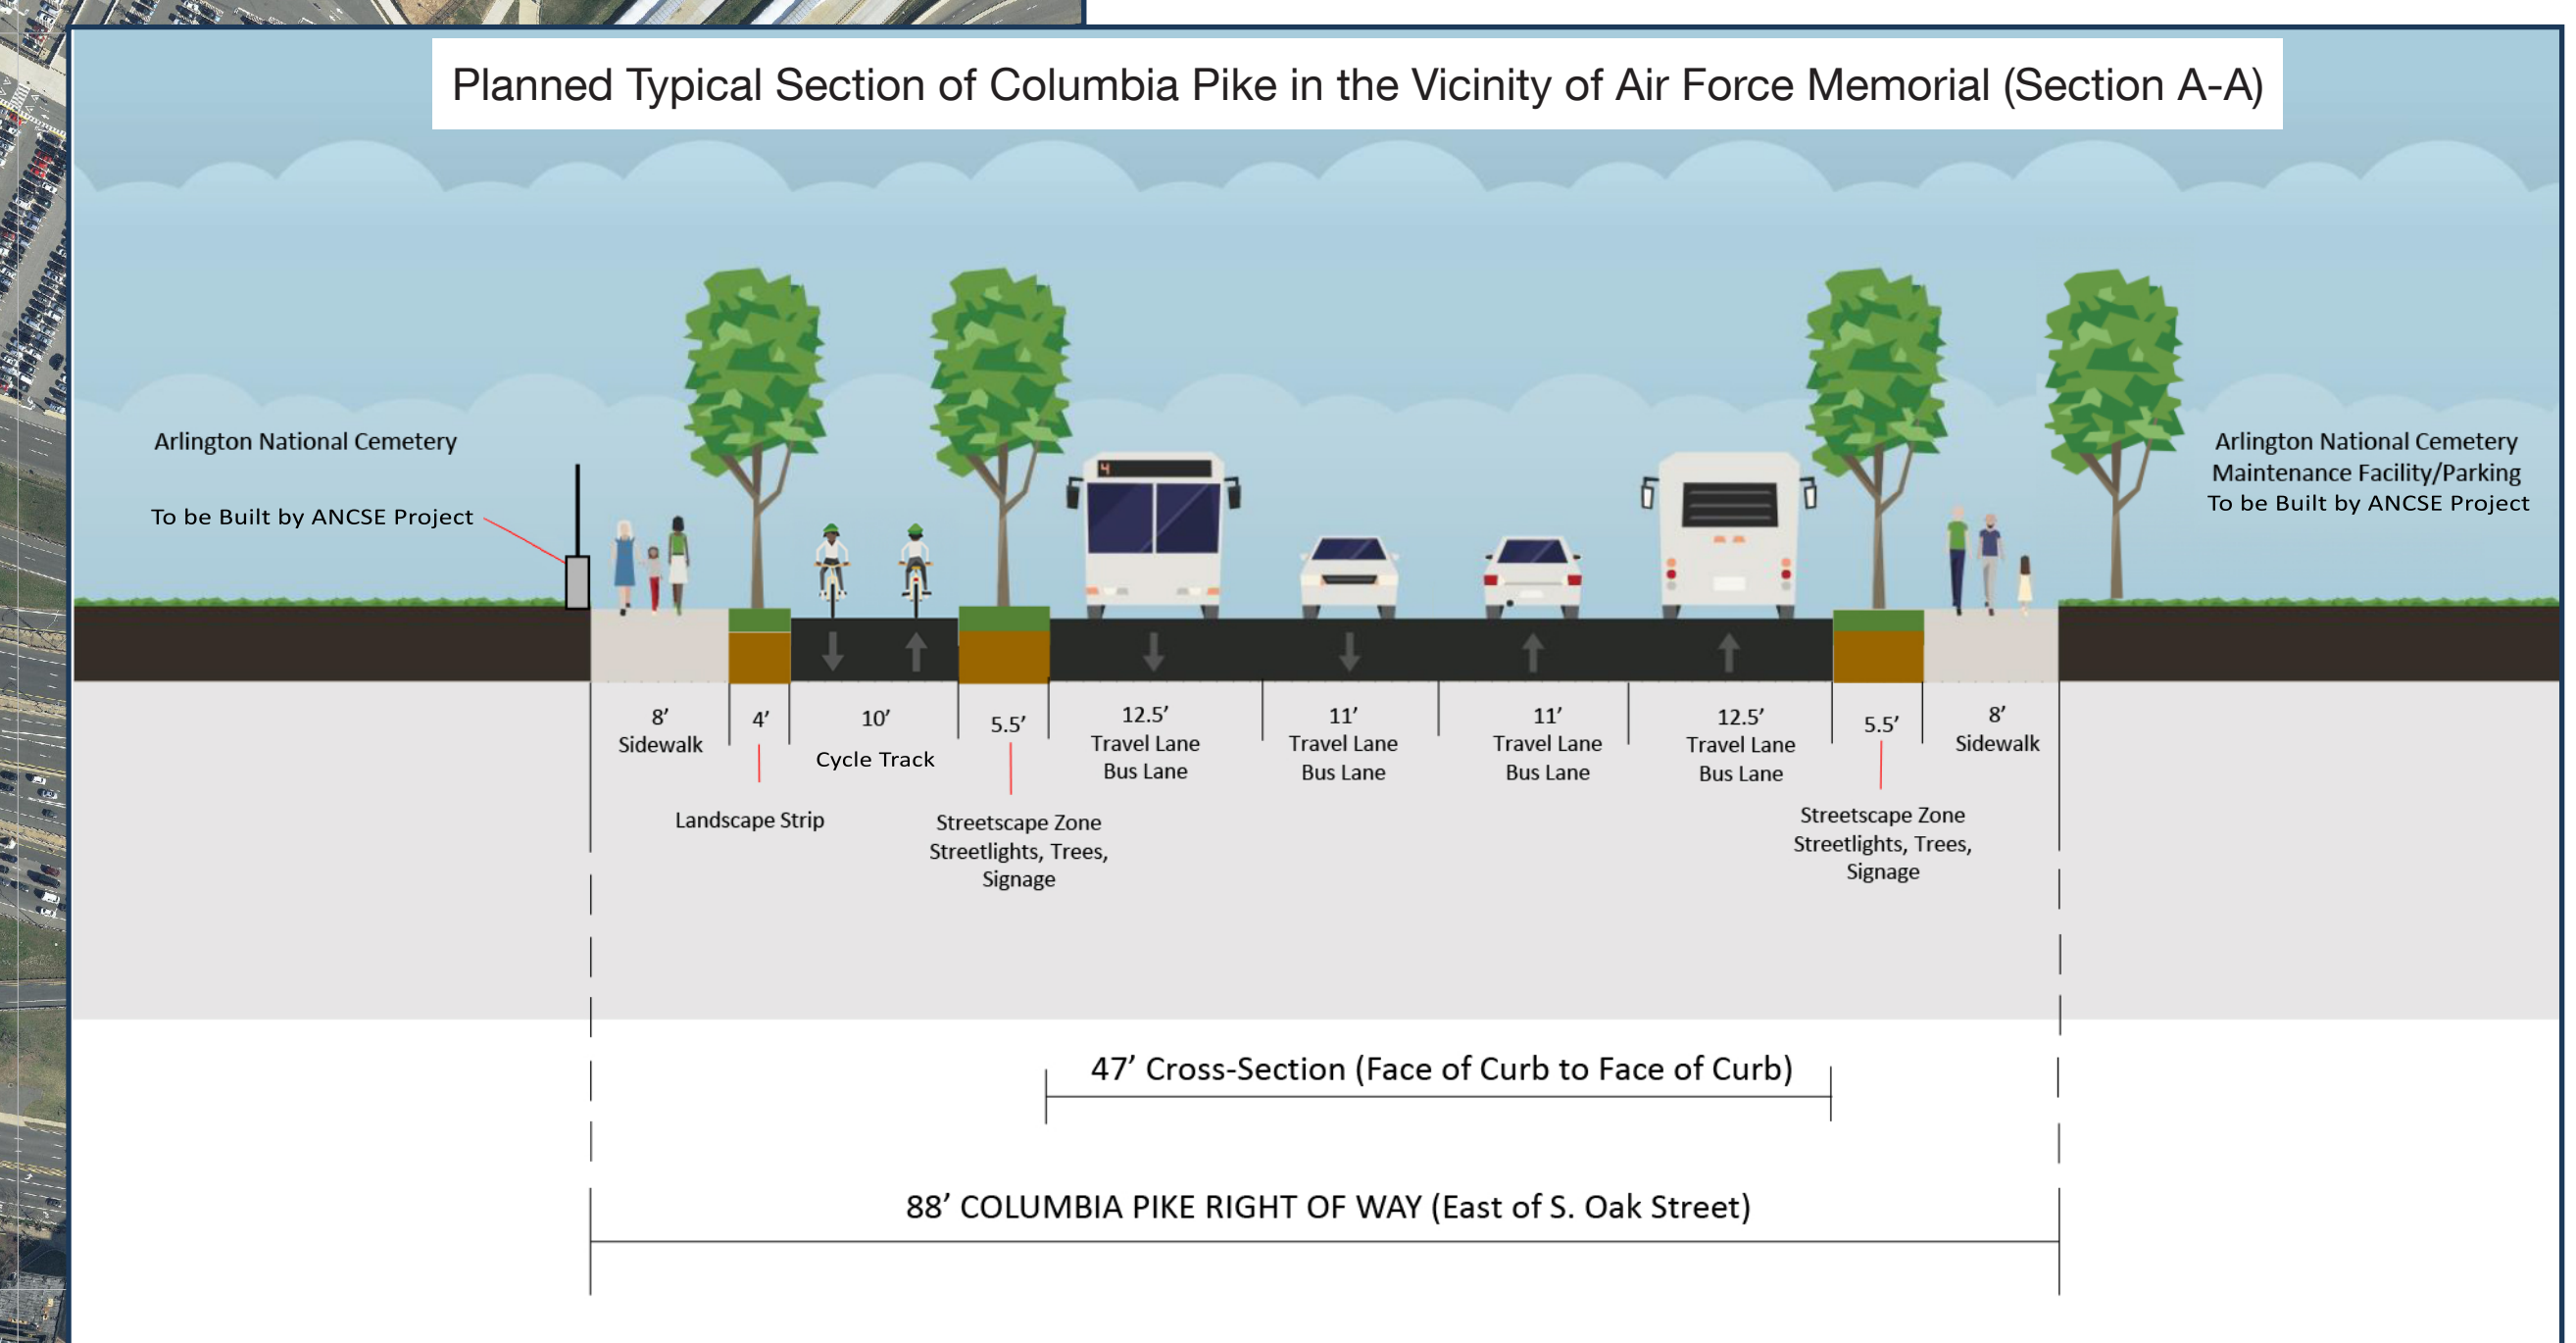 Planned Typical Section of Columbia Pike in the Vicinity of Air Force Memorial (Section A-A)
Arlington National Cemetery
To be Built by ANCSE Project
Arlington National Cemetery
Maintenance Facility/Parking
To be Built by ANCSE Project
4
8’
Sidewalk
4’
Landscape Strip
10’
Cycle Track
5.5’
Streetscape Zone
Streetlights, Trees,
Signage
12.5’
Travel Lane
Bus Lane
11’
Travel Lane
Bus Lane
11’
Travel Lane
Bus Lane
12.5’
Travel Lane
Bus Lane
5.5’
Streetscape Zone
Streetlights, Trees,
Signage
8’
Sidewalk
47’ Cross-Section (Face of Curb to Face of Curb)
88’ COLUMBIA PIKE RIGHT OF WAY (East of S. Oak Street)